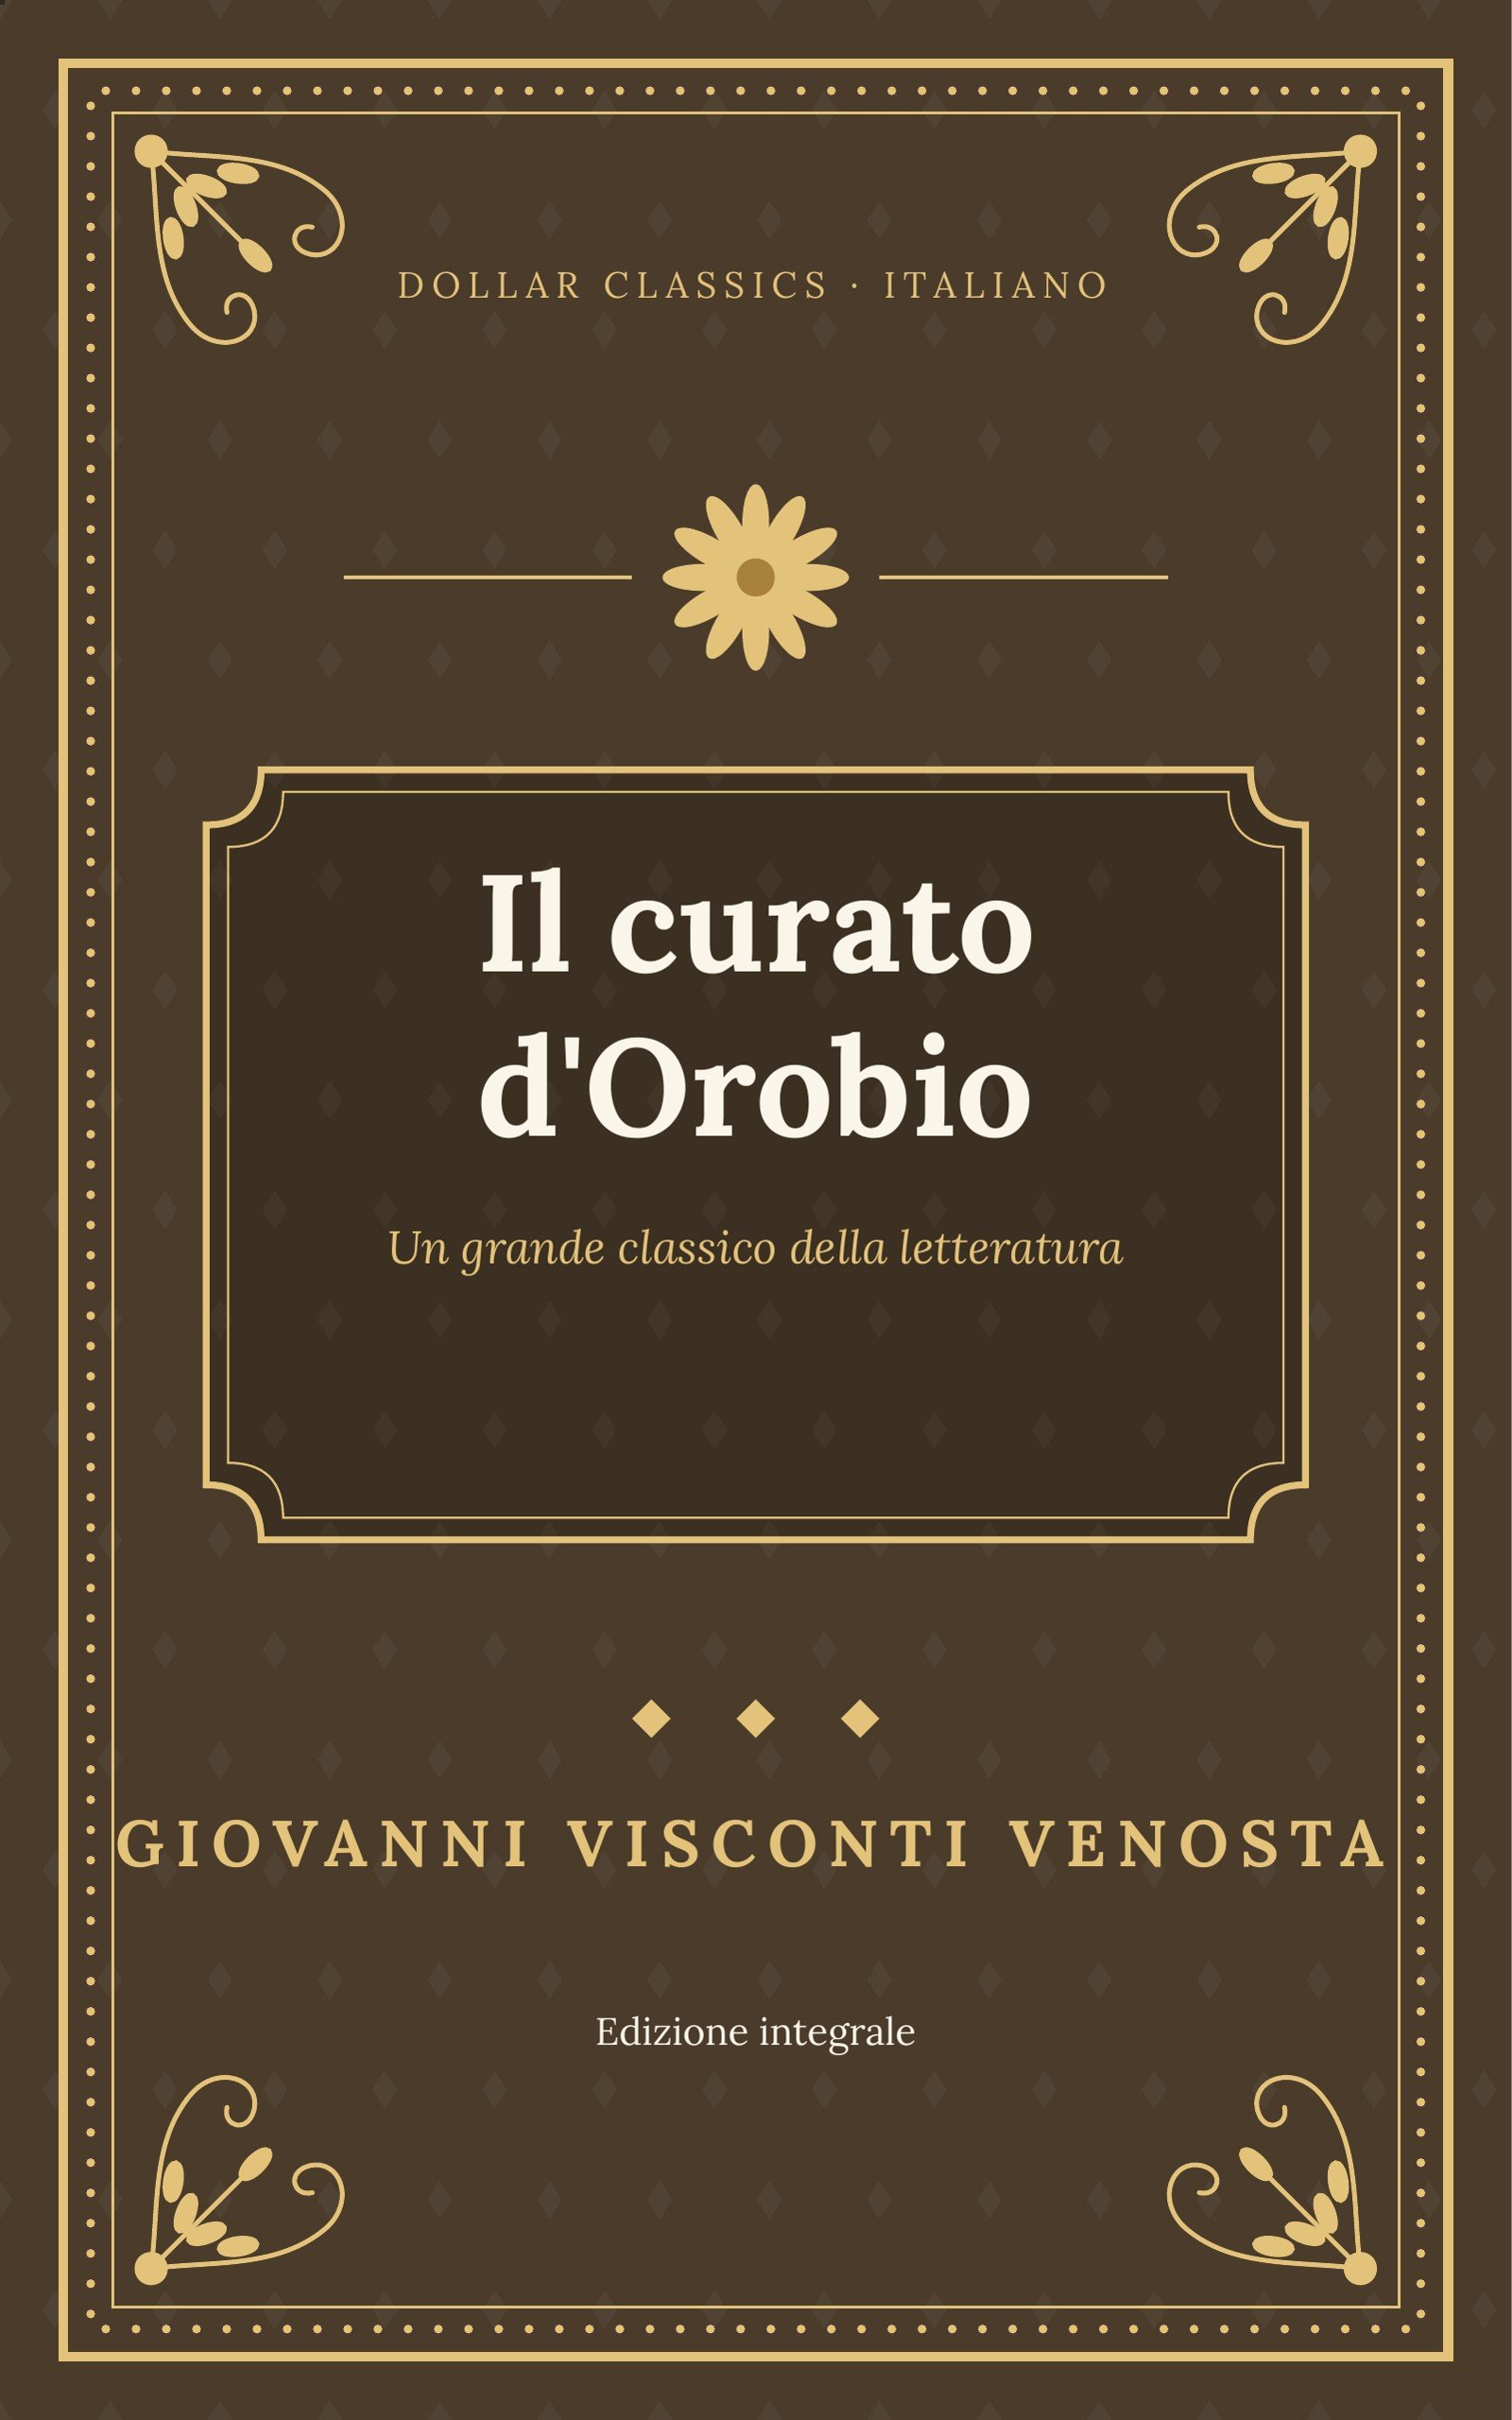 DOLLAR CLASSICS · ITALIANO
Il curato
d'Orobio
Un grande classico della letteratura
GIOVANNI VISCONTI VENOSTA
Edizione integrale